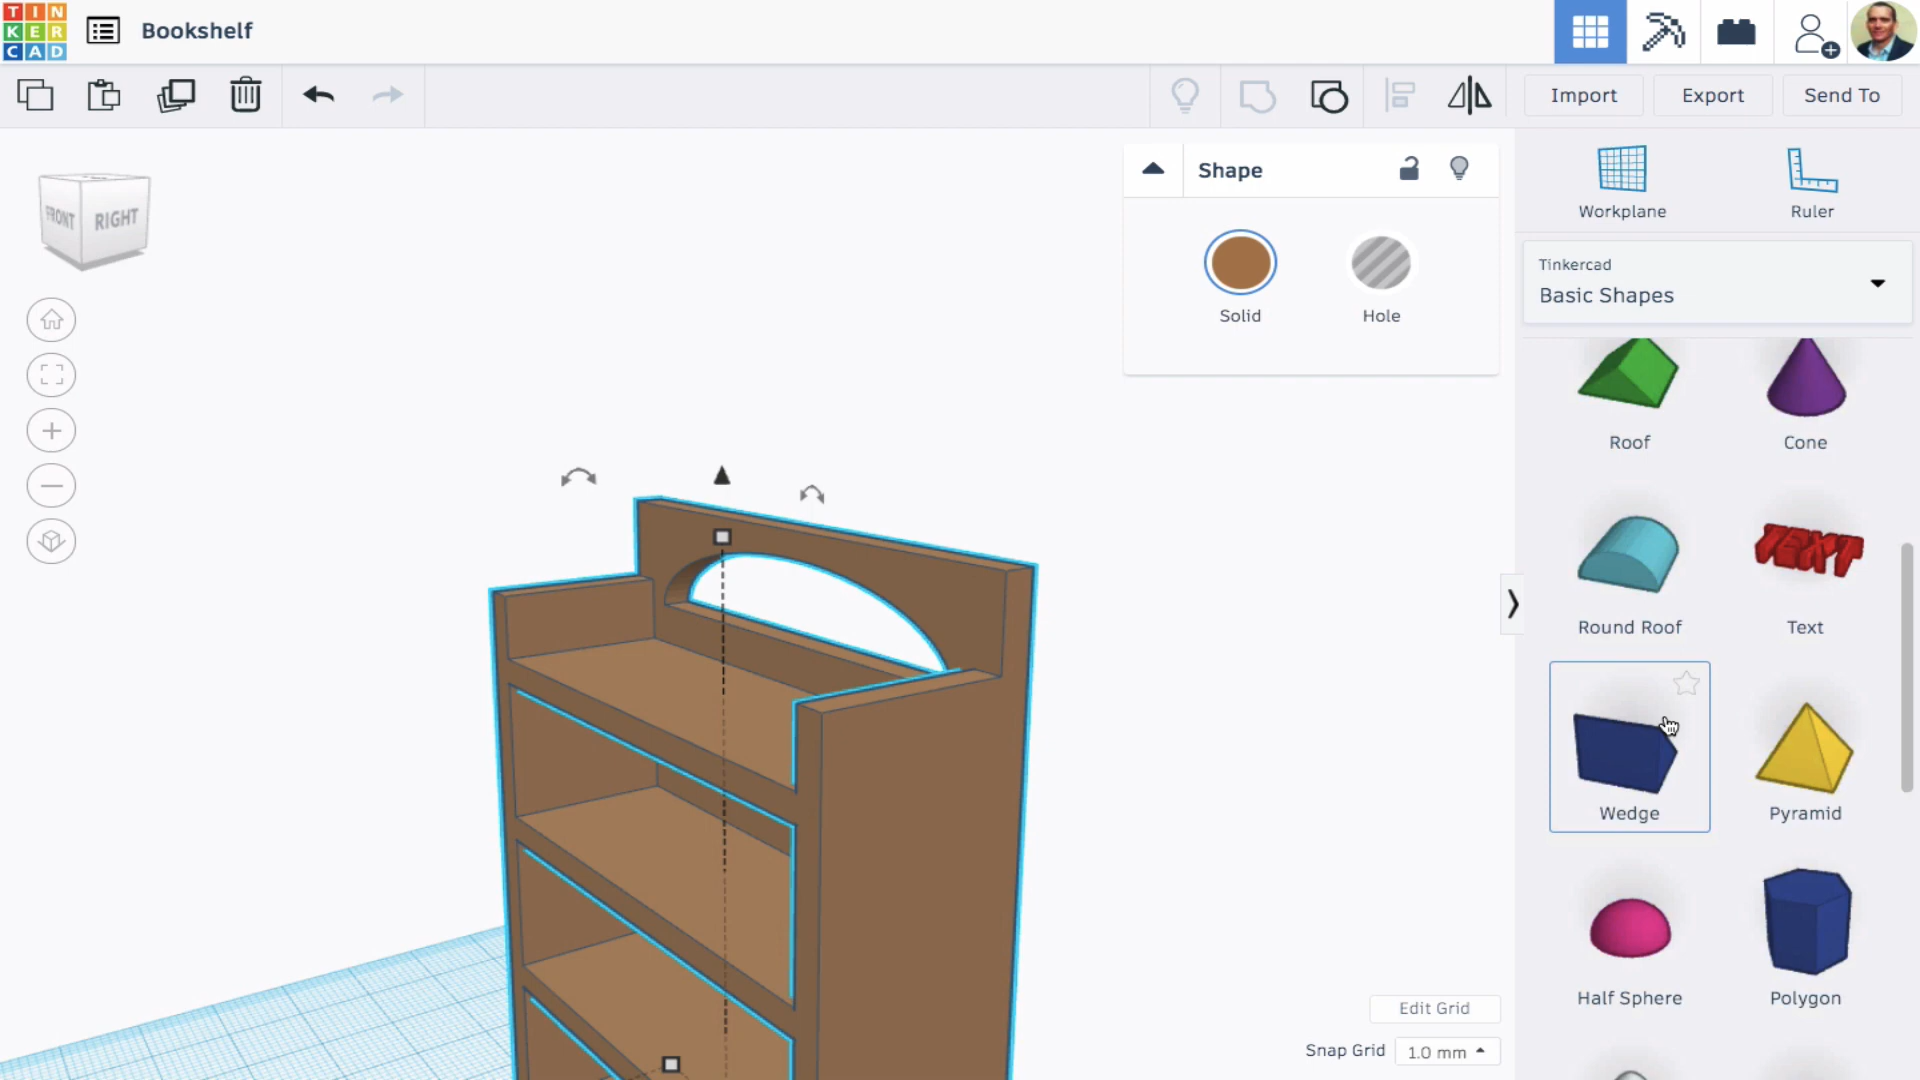 TIN
KER
CAD
Bookshelf
Import
Export
Send To
FRONT
RIGHT
Shape
Solid
Hole
Workplane
Ruler
Tinkercad
Basic Shapes
Roof
Cone
Round Roof
TEXT
Text
Wedge
Pyramid
Half Sphere
Polygon
Edit Grid
Snap Grid
1.0 mm